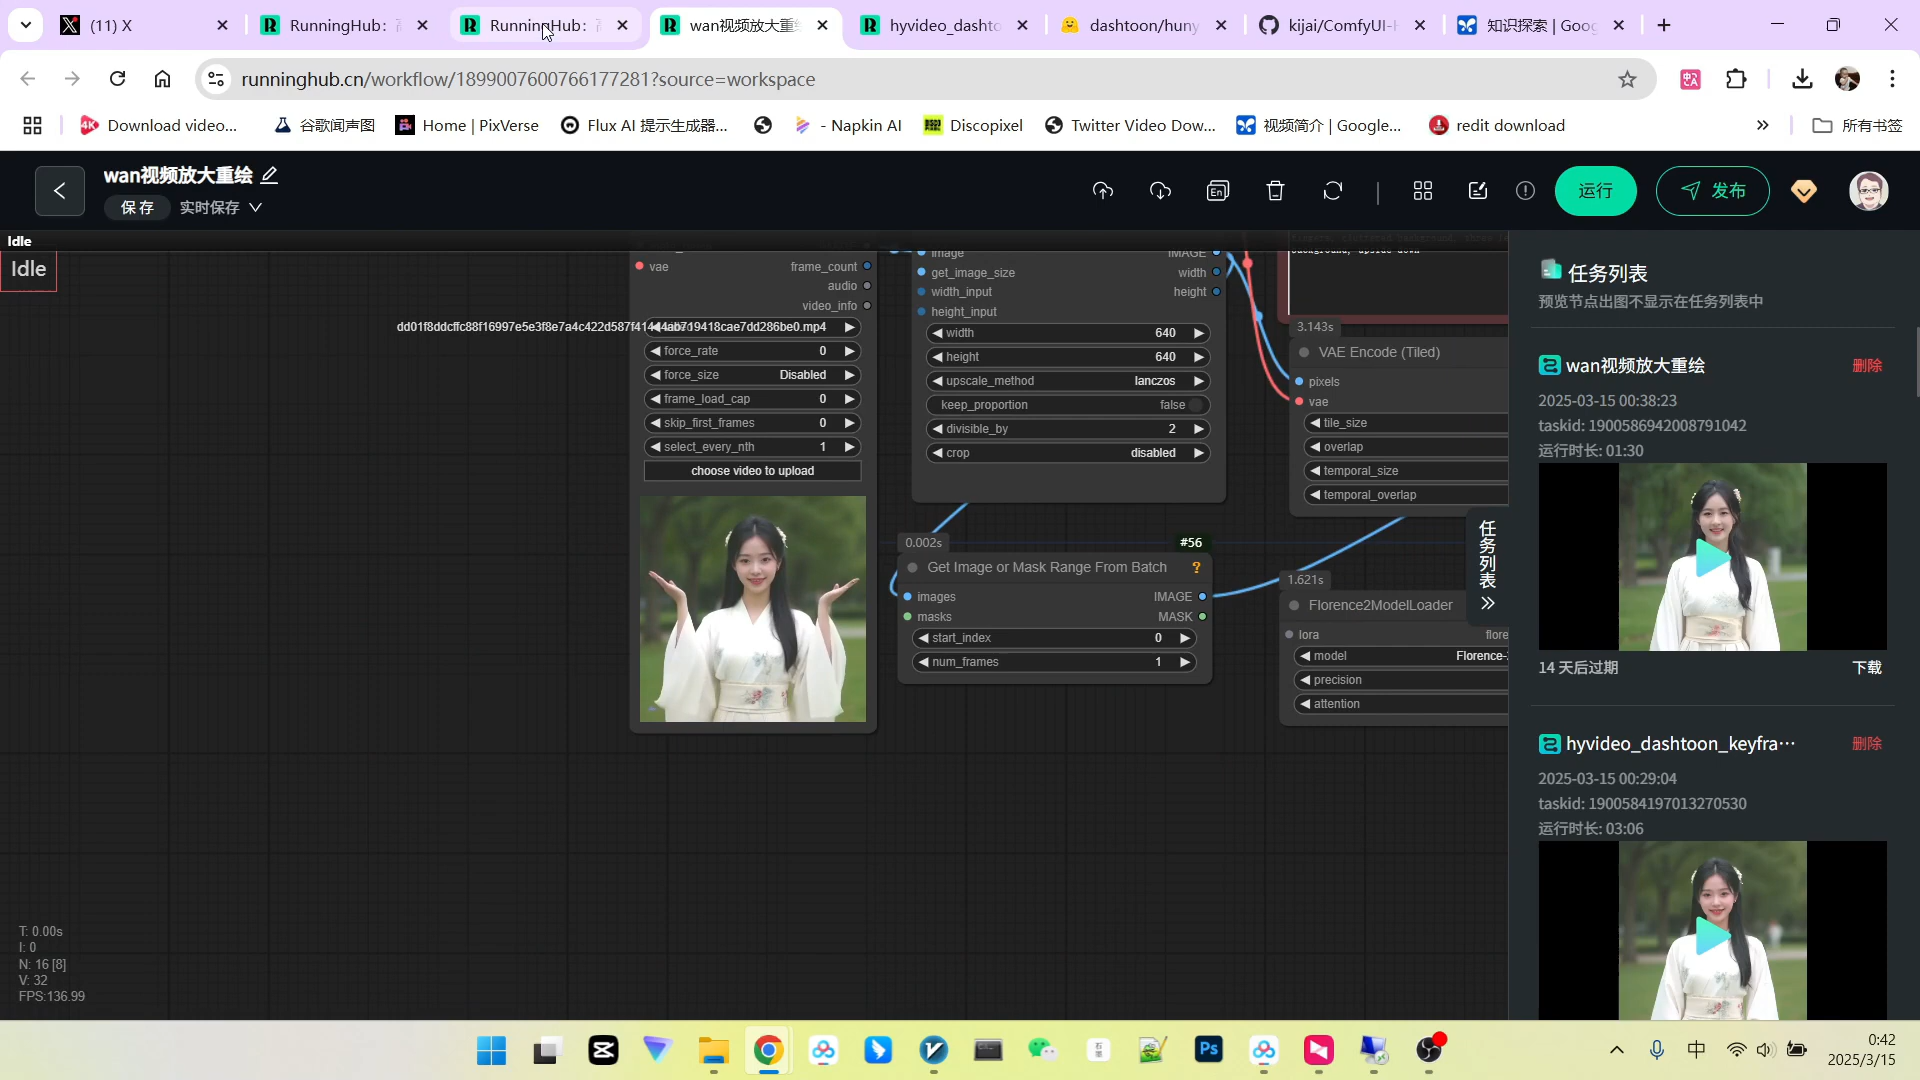 (11) X
RunningHub:
RunningHub:
wan视频放大重
hyvideo_dashto
dashtoon/huny
kijai/ComfyUI-
知识探索 | Goog
runninghub.cn/workflow/1899007600766177281?source=workspace
Download video...
谷歌闻声图
Home | PixVerse
Flux AI 提示生成器...
- Napkin AI
Discopixel
Twitter Video Dow...
视频简介 | Google...
redit download
所有书签
wan视频放大重绘
保存
实时保存
En
运行
发布
Idle
Idle
vae
frame_count
audio
video_info
dd01f8ddcffc88f16997e5e3f8e7a4c422d587f41
ab719418cae7dd286be0.mp4
force_rate 0
force_size Disabled
frame_load_cap 0
skip_first_frames 0
select_every_nth 1
choose video to upload
image IMAGE
get_image_size width
width_input height
height_input
width 640
height 640
upscale_method lanczos
keep_proportion false
divisible_by 2
crop disabled
background, upside down
3.143s
VAE Encode (Tiled)
pixels
vae
tile_size
overlap
temporal_size
temporal_overlap
0.002s #56
Get Image or Mask Range From Batch ?
images IMAGE
masks MASK
start_index 0
num_frames 1
1.621s
Florence2ModelLoader
lora flore
model Florence-
precision
attention
任务列表
任务列表
预览节点出图不显示在任务列表中
wan视频放大重绘 删除
2025-03-15 00:38:23
taskid: 1900586942008791042
运行时长: 01:30
14 天后过期 下载
hyvideo_dashtoon_keyfra··· 删除
2025-03-15 00:29:04
taskid: 1900584197013270530
运行时长: 03:06
T: 0.00s
I: 0
N: 16 [8]
V: 32
FPS:136.99
Ps
中
0:42
2025/3/15